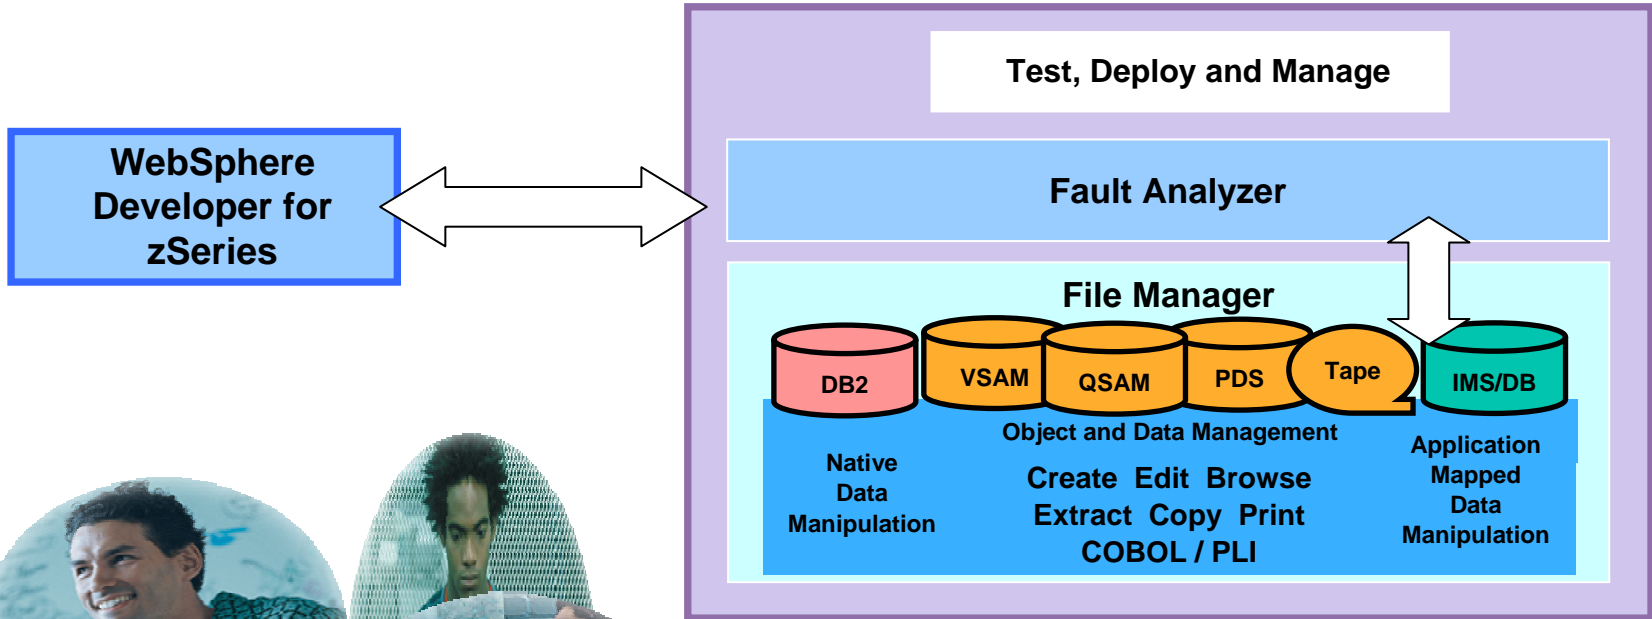 Test, Deploy and Manage
WebSphere
Developer for
zSeries
Fault Analyzer
File Manager
DB2
VSAM
QSAM
PDS
Tape
IMS/DB
Object and Data Management
Native
Data
Manipulation
Create Edit Browse
Extract Copy Print
COBOL / PLI
Application
Mapped
Data
Manipulation